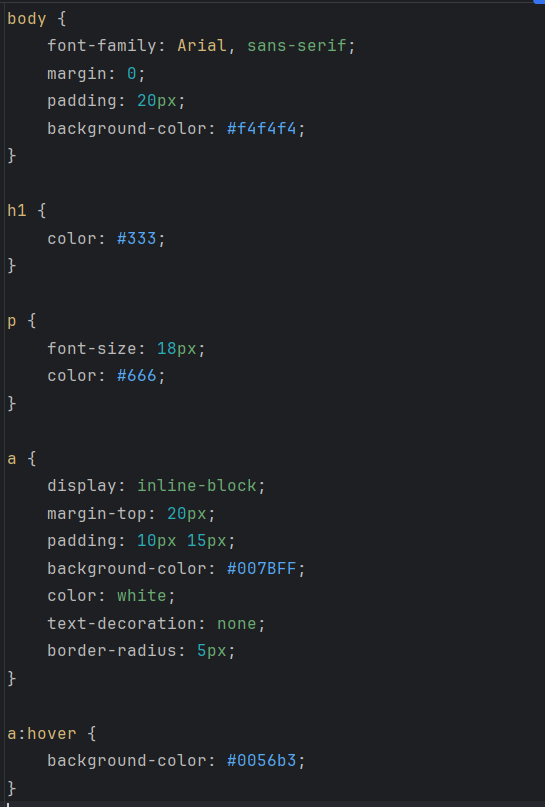 body {
    font-family: Arial, sans-serif;
    margin: 0;
    padding: 20px;
    background-color: #f4f4f4;
}

h1 {
    color: #333;
}

p {
    font-size: 18px;
    color: #666;
}

a {
    display: inline-block;
    margin-top: 20px;
    padding: 10px 15px;
    background-color: #007BFF;
    color: white;
    text-decoration: none;
    border-radius: 5px;
}

a:hover {
    background-color: #0056b3;
}